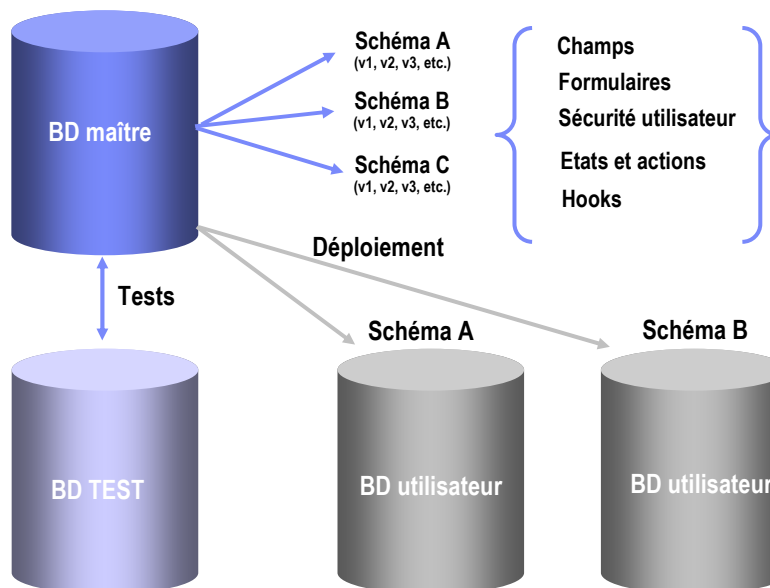 Schéma A
(v1, v2, v3, etc.)
Schéma B
(v1, v2, v3, etc.)
Schéma C
(v1, v2, v3, etc.)
Champs
Formulaires
Sécurité utilisateur
Etats et actions
Hooks
BD maître
Déploiement
Tests
Schéma A
Schéma B
BD TEST
BD utilisateur
BD utilisateur